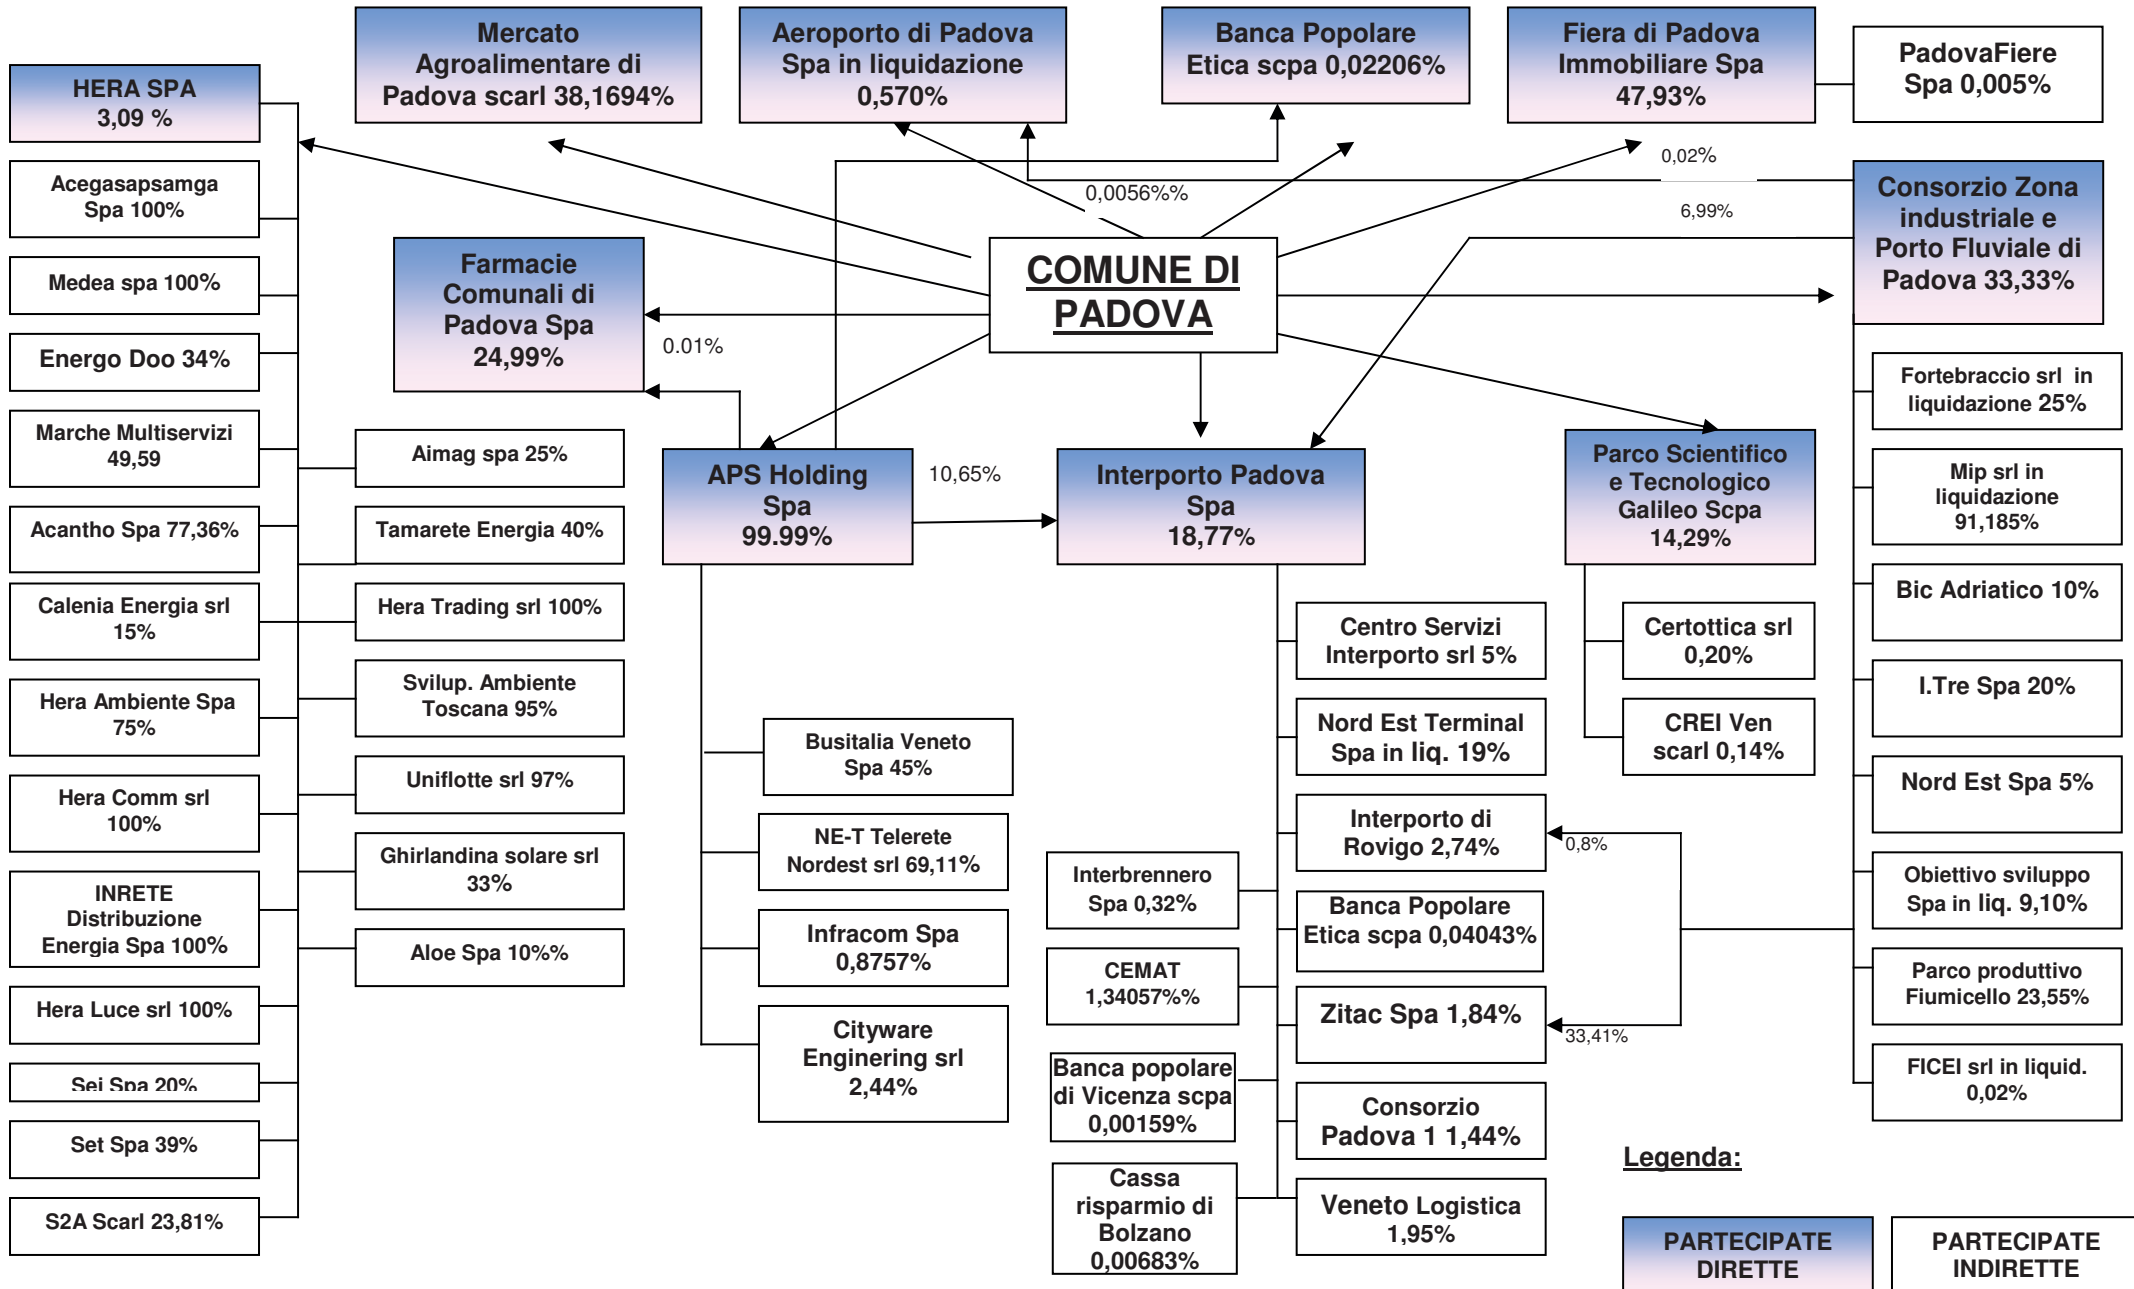 Mercato
Agroalimentare di
Padova scarl 38,1694%
Aeroporto di Padova
Spa in liquidazione
0,570%
Banca Popolare
Etica scpa 0,02206%
Fiera di Padova
Immobiliare Spa
47,93%
PadovaFiere
Spa 0,005%
HERA SPA
3,09 %
0,02%
0,0056%%
6,99%
Consorzio Zona
industriale e
Porto Fluviale di
Padova 33,33%
COMUNE DI
PADOVA
Farmacie
Comunali di
Padova Spa
24,99%
0.01%
APS Holding
Spa
99.99%
10,65%
Interporto Padova
Spa
18,77%
Parco Scientifico
e Tecnologico
Galileo Scpa
14,29%
Acegasapsamga
Spa 100%
Medea spa 100%
Energo Doo 34%
Marche Multiservizi
49,59
Acantho Spa 77,36%
Calenia Energia srl
15%
Hera Ambiente Spa
75%
Hera Comm srl
100%
INRETE
Distribuzione
Energia Spa 100%
Hera Luce srl 100%
Sei Spa 20%
Set Spa 39%
S2A Scarl 23,81%
Aimag spa 25%
Tamarete Energia 40%
Hera Trading srl 100%
Svilup. Ambiente
Toscana 95%
Uniflotte srl 97%
Ghirlandina solare srl
33%
Aloe Spa 10%%
Busitalia Veneto
Spa 45%
NE-T Telerete
Nordest srl 69,11%
Infracom Spa
0,8757%
Cityware
Enginering srl
2,44%
Interbrennero
Spa 0,32%
CEMAT
1,34057%%
Banca popolare
di Vicenza scpa
0,00159%
Cassa
risparmio di
Bolzano
0,00683%
Centro Servizi
Interporto srl 5%
Nord Est Terminal
Spa in liq. 19%
Interporto di
Rovigo 2,74%
0,8%
Banca Popolare
Etica scpa 0,04043%
Zitac Spa 1,84%
33,41%
Consorzio
Padova 1 1,44%
Veneto Logistica
1,95%
Certottica srl
0,20%
CREI Ven
scarl 0,14%
Fortebraccio srl in
liquidazione 25%
Mip srl in
liquidazione
91,185%
Bic Adriatico 10%
I.Tre Spa 20%
Nord Est Spa 5%
Obiettivo sviluppo
Spa in liq. 9,10%
Parco produttivo
Fiumicello 23,55%
FICEI srl in liquid.
0,02%
Legenda:
PARTECIPATE
DIRETTE
PARTECIPATE
INDIRETTE